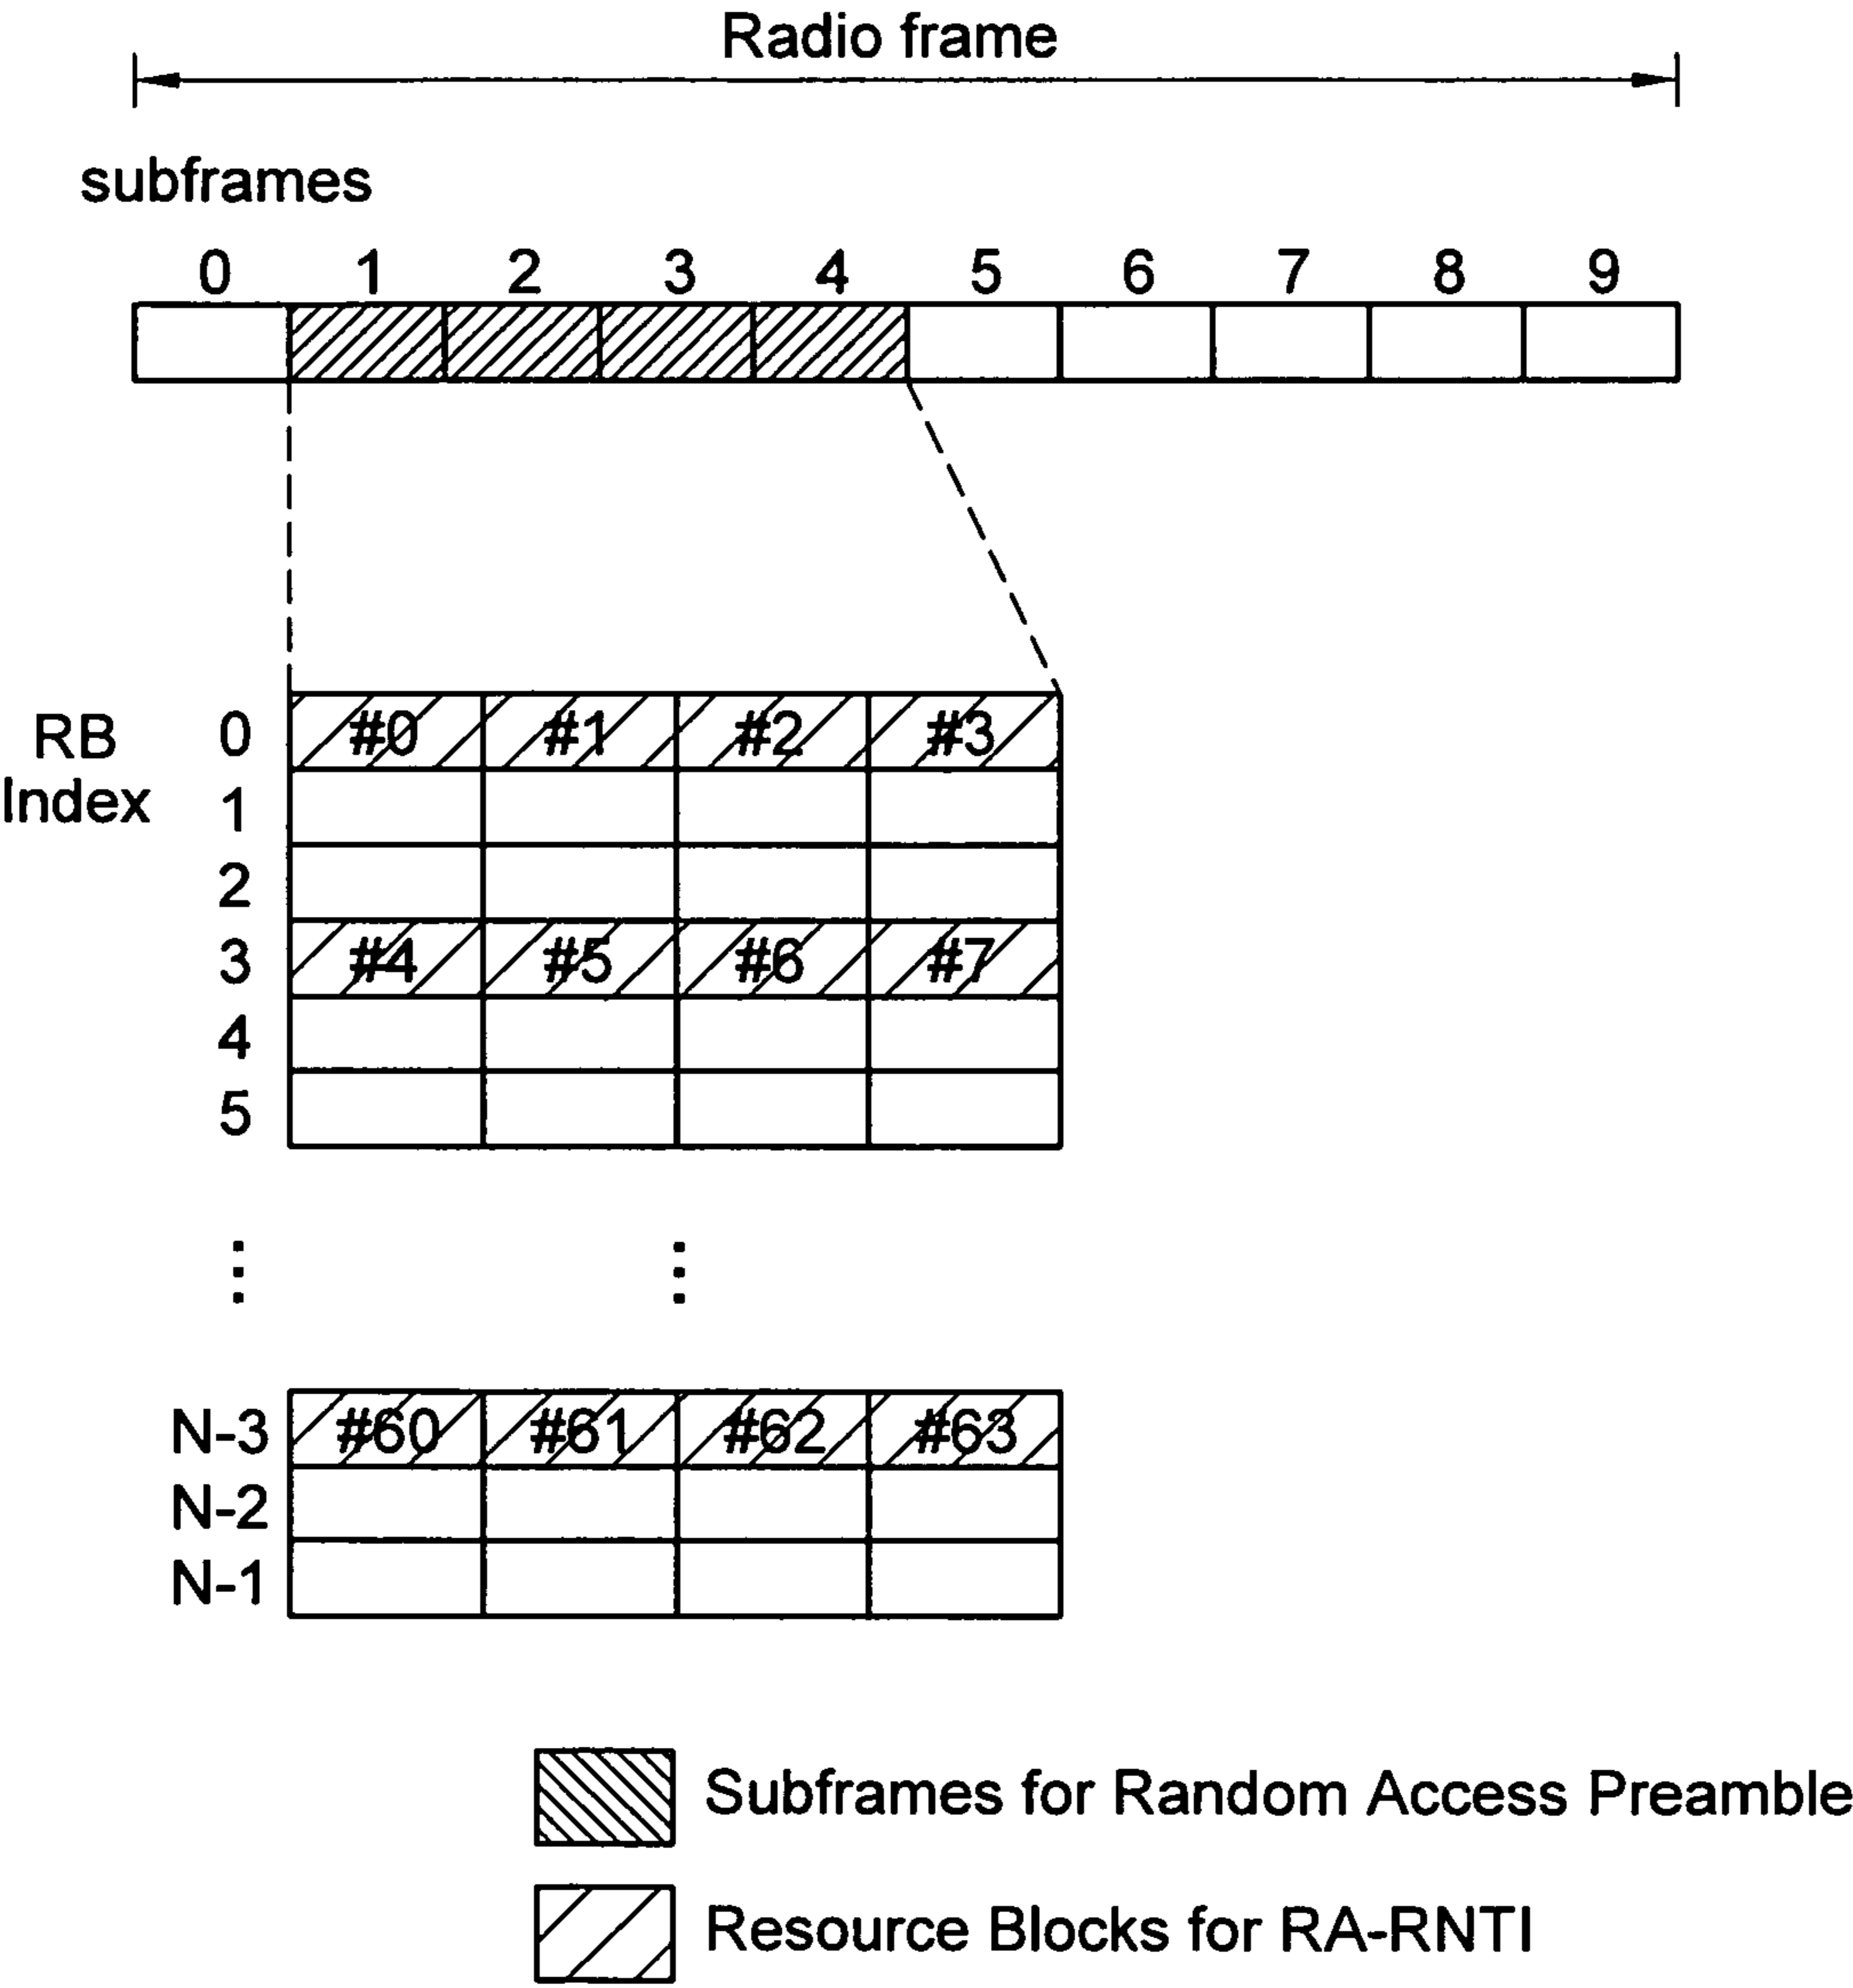 Radio frame
subframes
0 1 2 3 4 5 6 7 8 9
RB Index
0 #0 #1 #2 #3
1
2
3 #4 #5 #6 #7
4
5
N-3 #60 #61 #62 #63
N-2
N-1
Subframes for Random Access Preamble
Resource Blocks for RA-RNTI